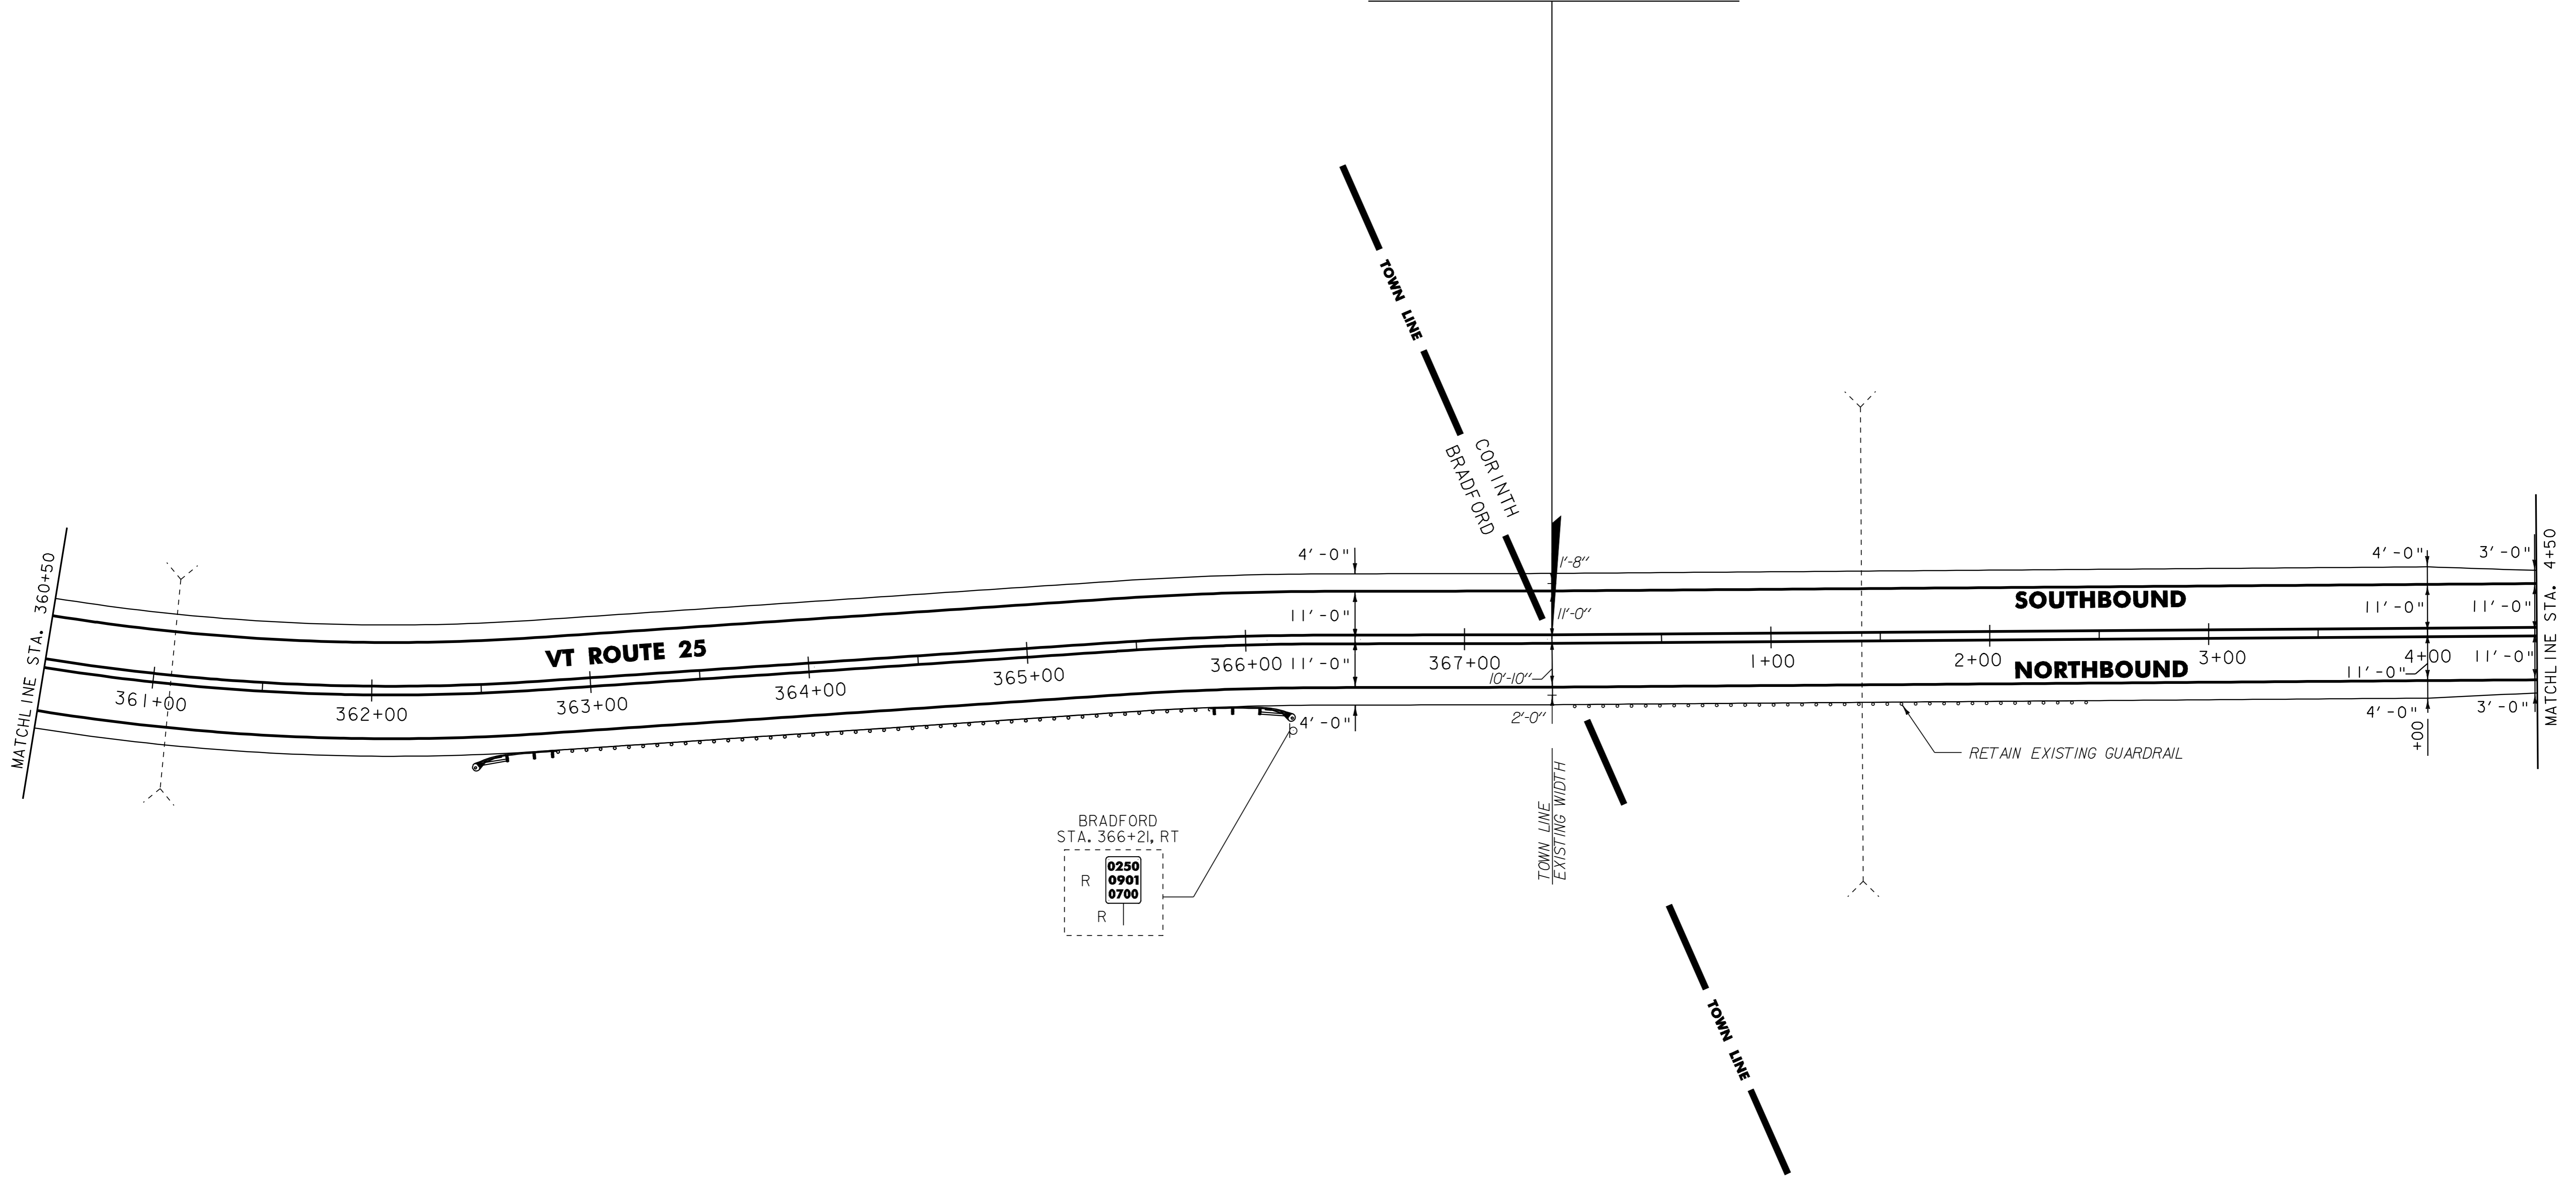 TOWN LINE
CORINTH
BRADFORD
MATCHLINE STA. 360+50
4'-0"
11'-0"
11'-0"
4'-0"
1'-8"
11'-0"
10'-10"
2'-0"
4'-0"
3'-0"
11'-0"
11'-0"
11'-0"
11'-0"
4'-0"
3'-0"
+00
MATCHLINE STA. 4+50
SOUTHBOUND
VT ROUTE 25
NORTHBOUND
361+00
362+00
363+00
364+00
365+00
366+00
367+00
1+00
2+00
3+00
4+00
RETAIN EXISTING GUARDRAIL
TOWN LINE
EXISTING WIDTH
BRADFORD
STA. 366+21, RT
R
0250
0901
0700
R
TOWN LINE